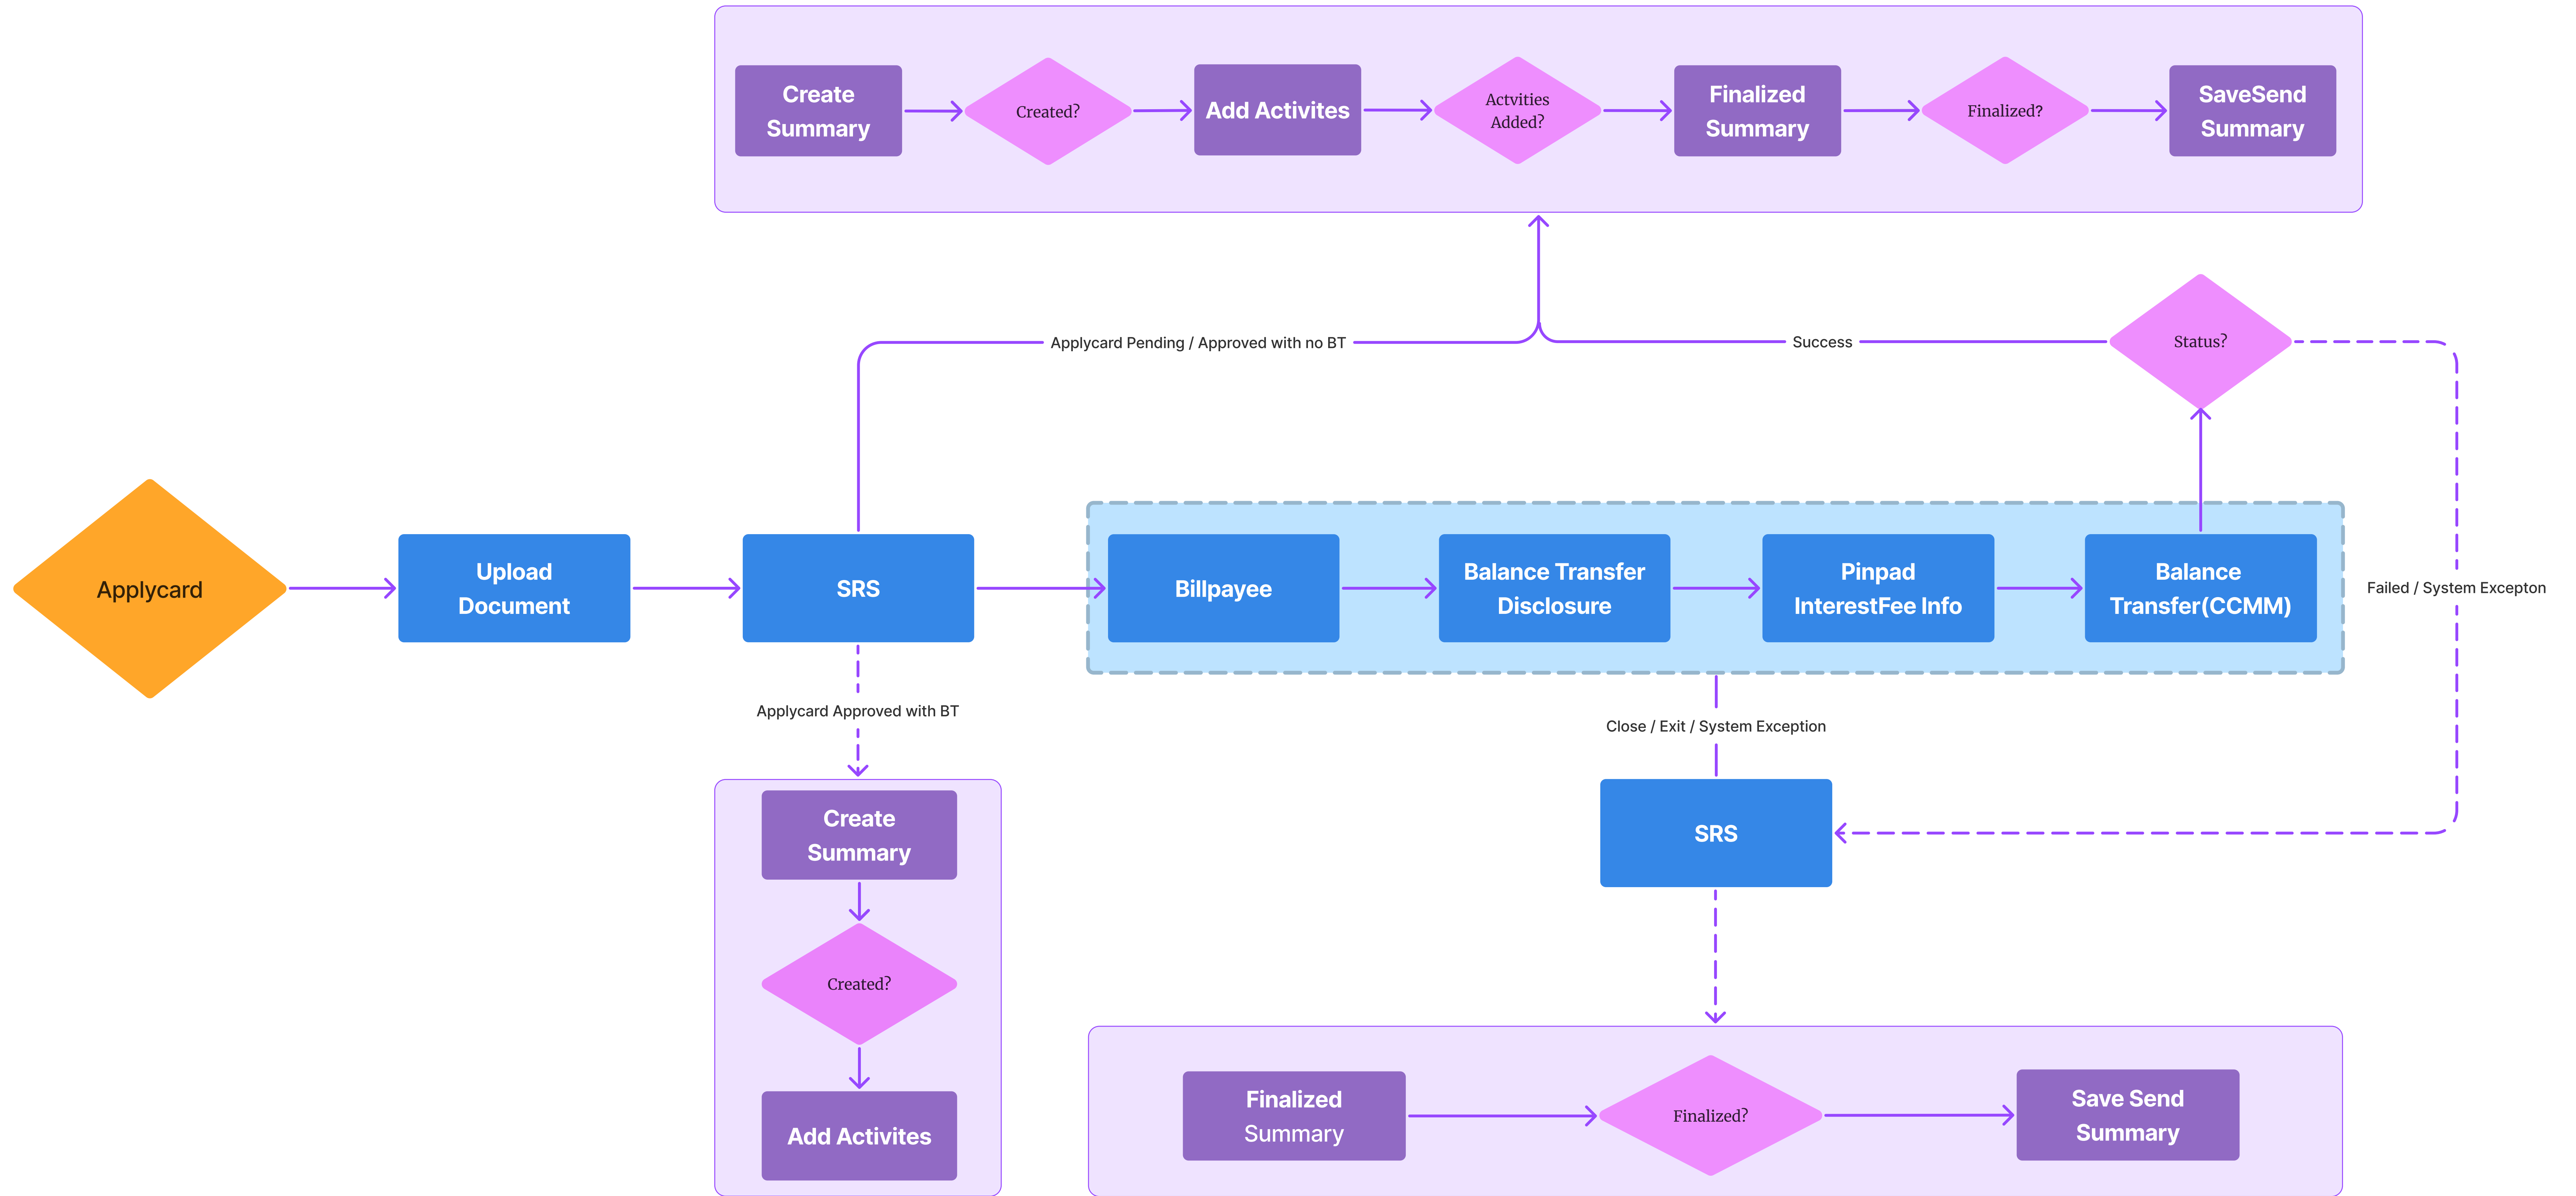 Create
Summary
Created?
Add Activites
Actvities
Added?
Finalized
Summary
Finalized?
SaveSend
Summary
Applycard Pending / Approved with no BT
Success
Status?
Applycard
Upload
Document
SRS
Billpayee
Balance Transfer
Disclosure
Pinpad
InterestFee Info
Balance
Transfer(CCMM)
Failed / System Excepton
Applycard Approved with BT
Close / Exit / System Exception
Create
Summary
Created?
Add Activites
SRS
Finalized
Summary
Finalized?
Save Send
Summary